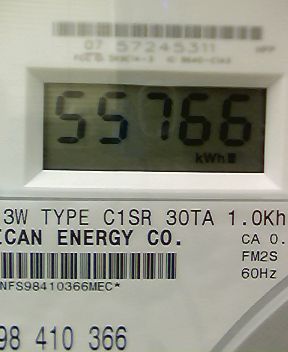 07 57245311
55766
kWh
3W TYPE C1SR 30TA 1.0Kh
ICAN ENERGY CO.
CA 0.
FM2S
60Hz
NFS98410366MEC*
98 410 366